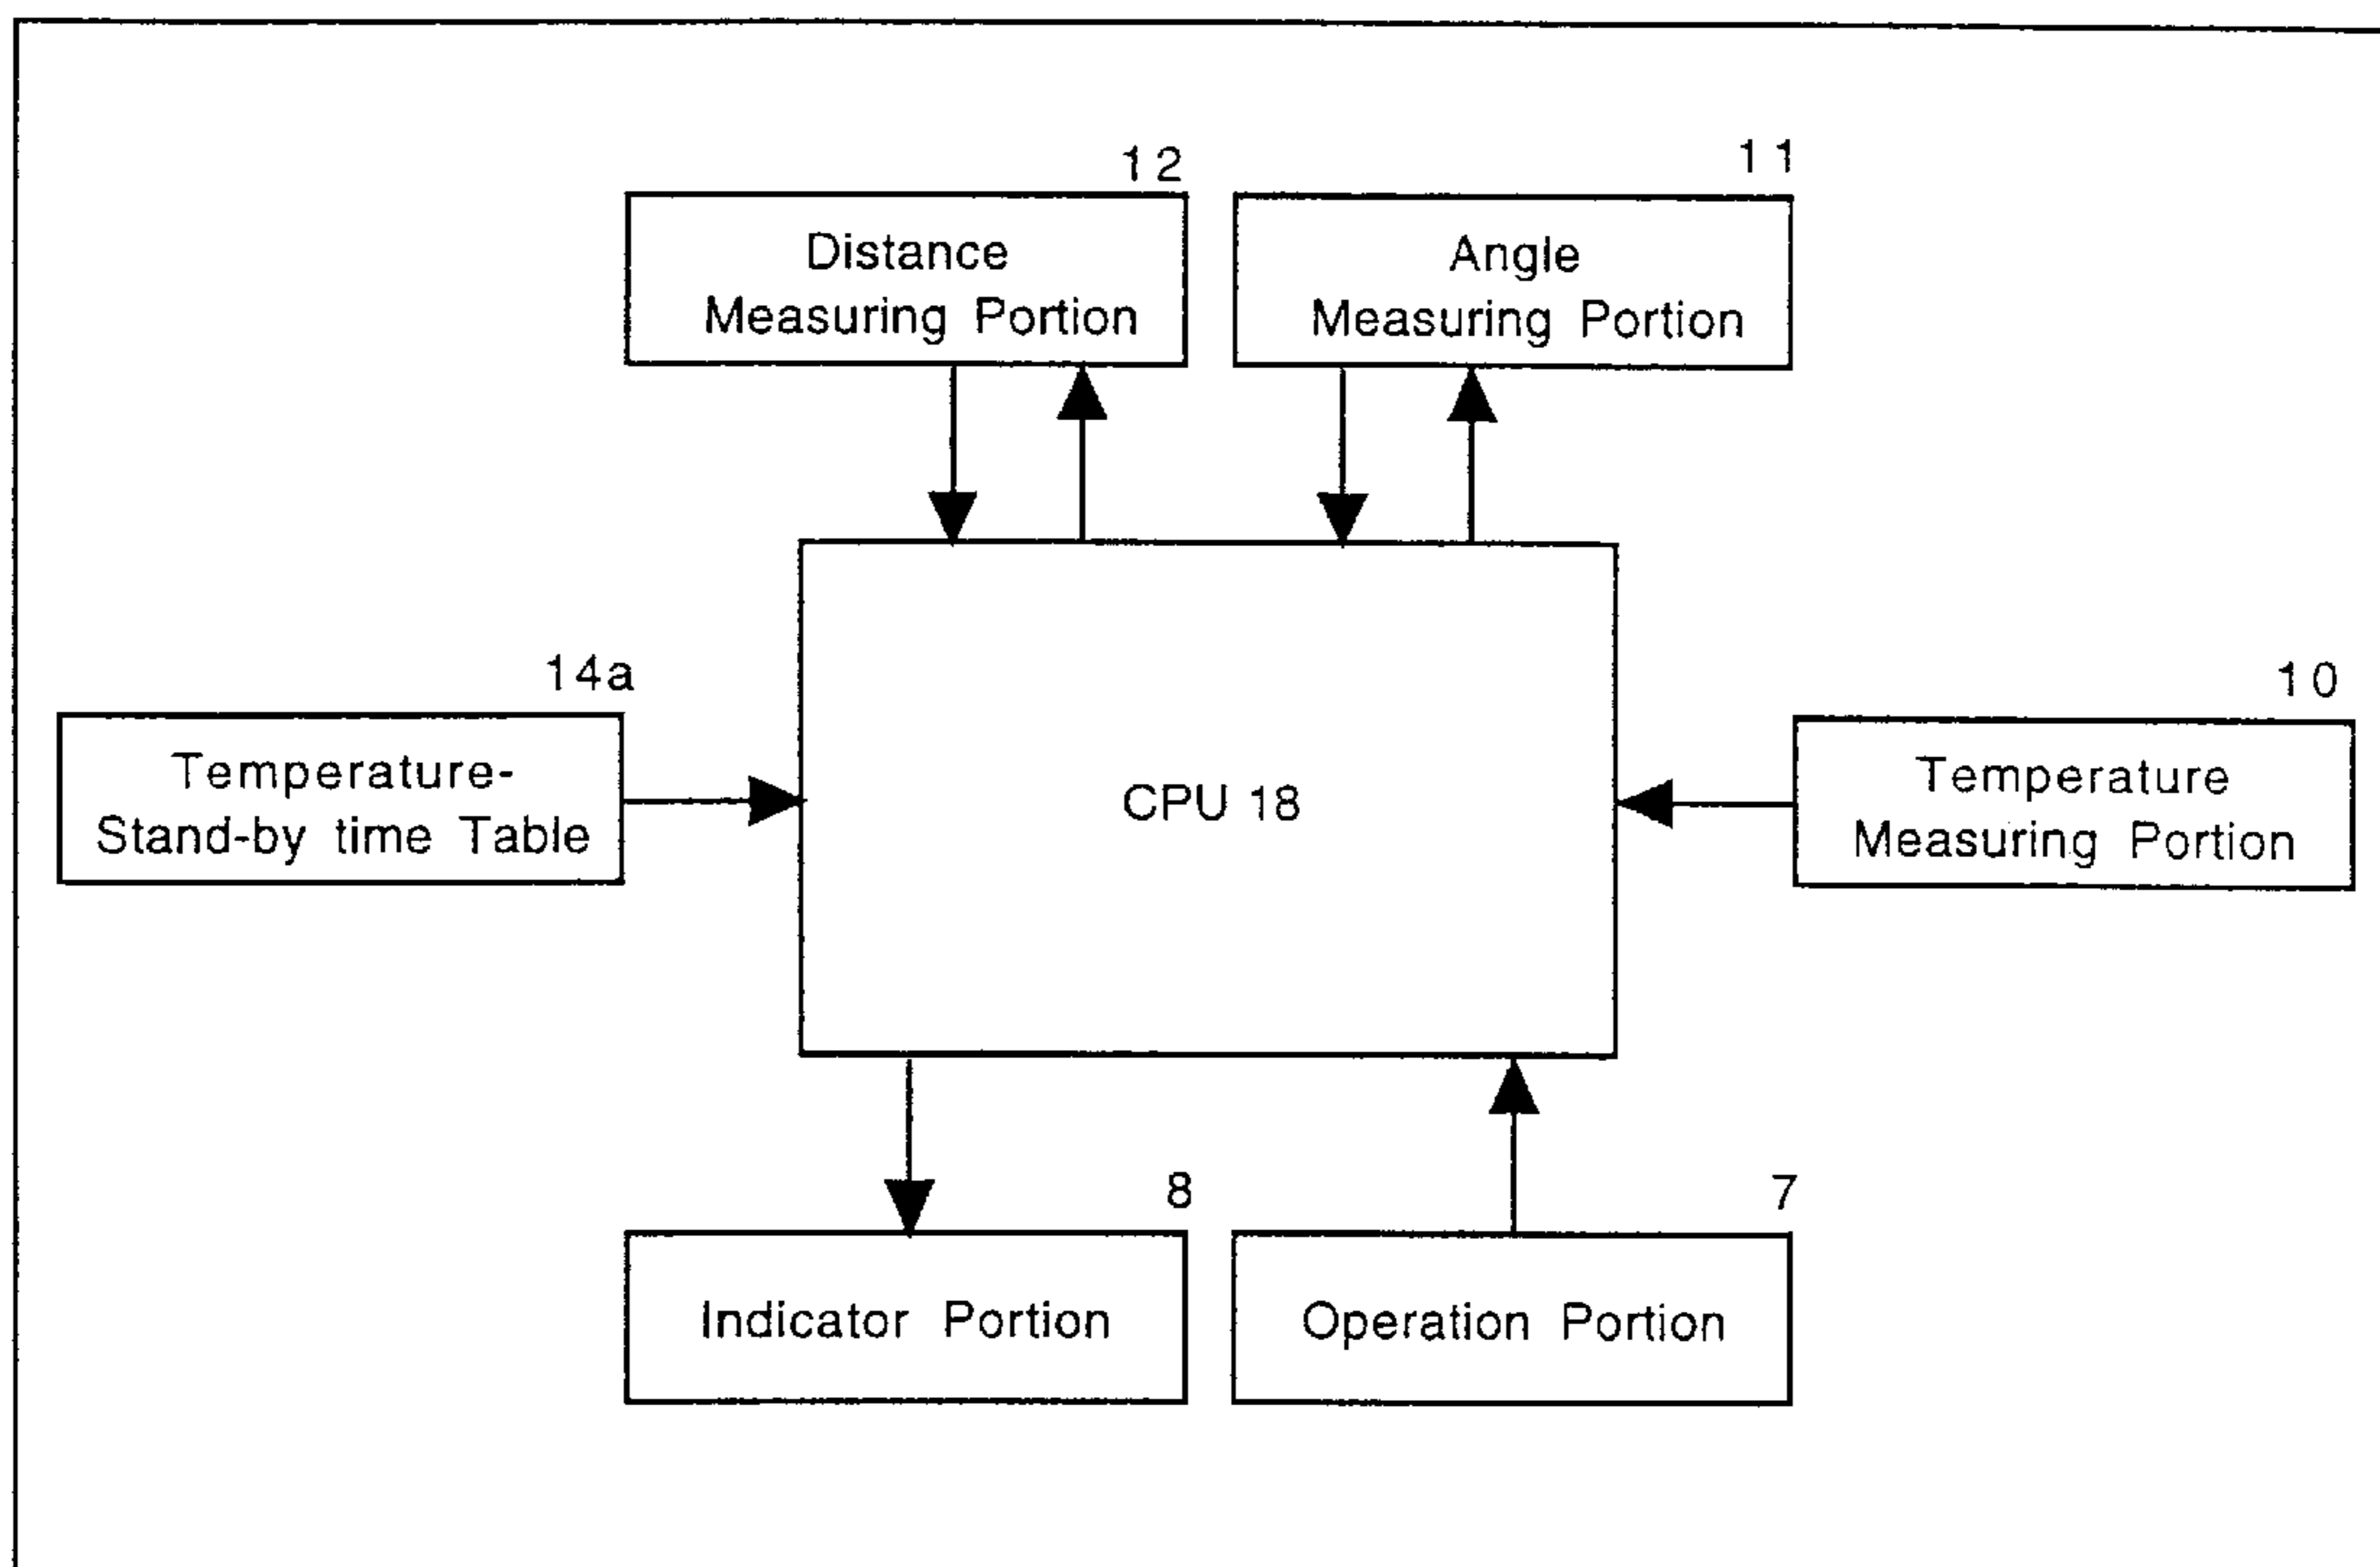 12
Distance
Measuring Portion
11
Angle
Measuring Portion
14a
Temperature-
Stand-by time Table
CPU 18
10
Temperature
Measuring Portion
8
Indicator Portion
7
Operation Portion